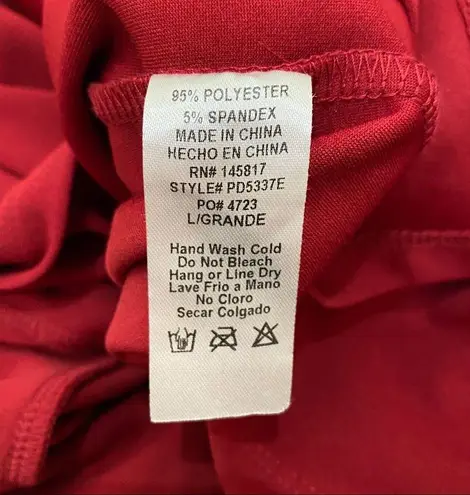 95% POLYESTER
5% SPANDEX
MADE IN CHINA
HECHO EN CHINA
RN# 145817
STYLE# PD5337E
PO# 4723
L/GRANDE
Hand Wash Cold
Do Not Bleach
Hang or Line Dry
Lave Frio a Mano
No Cloro
Secar Colgado